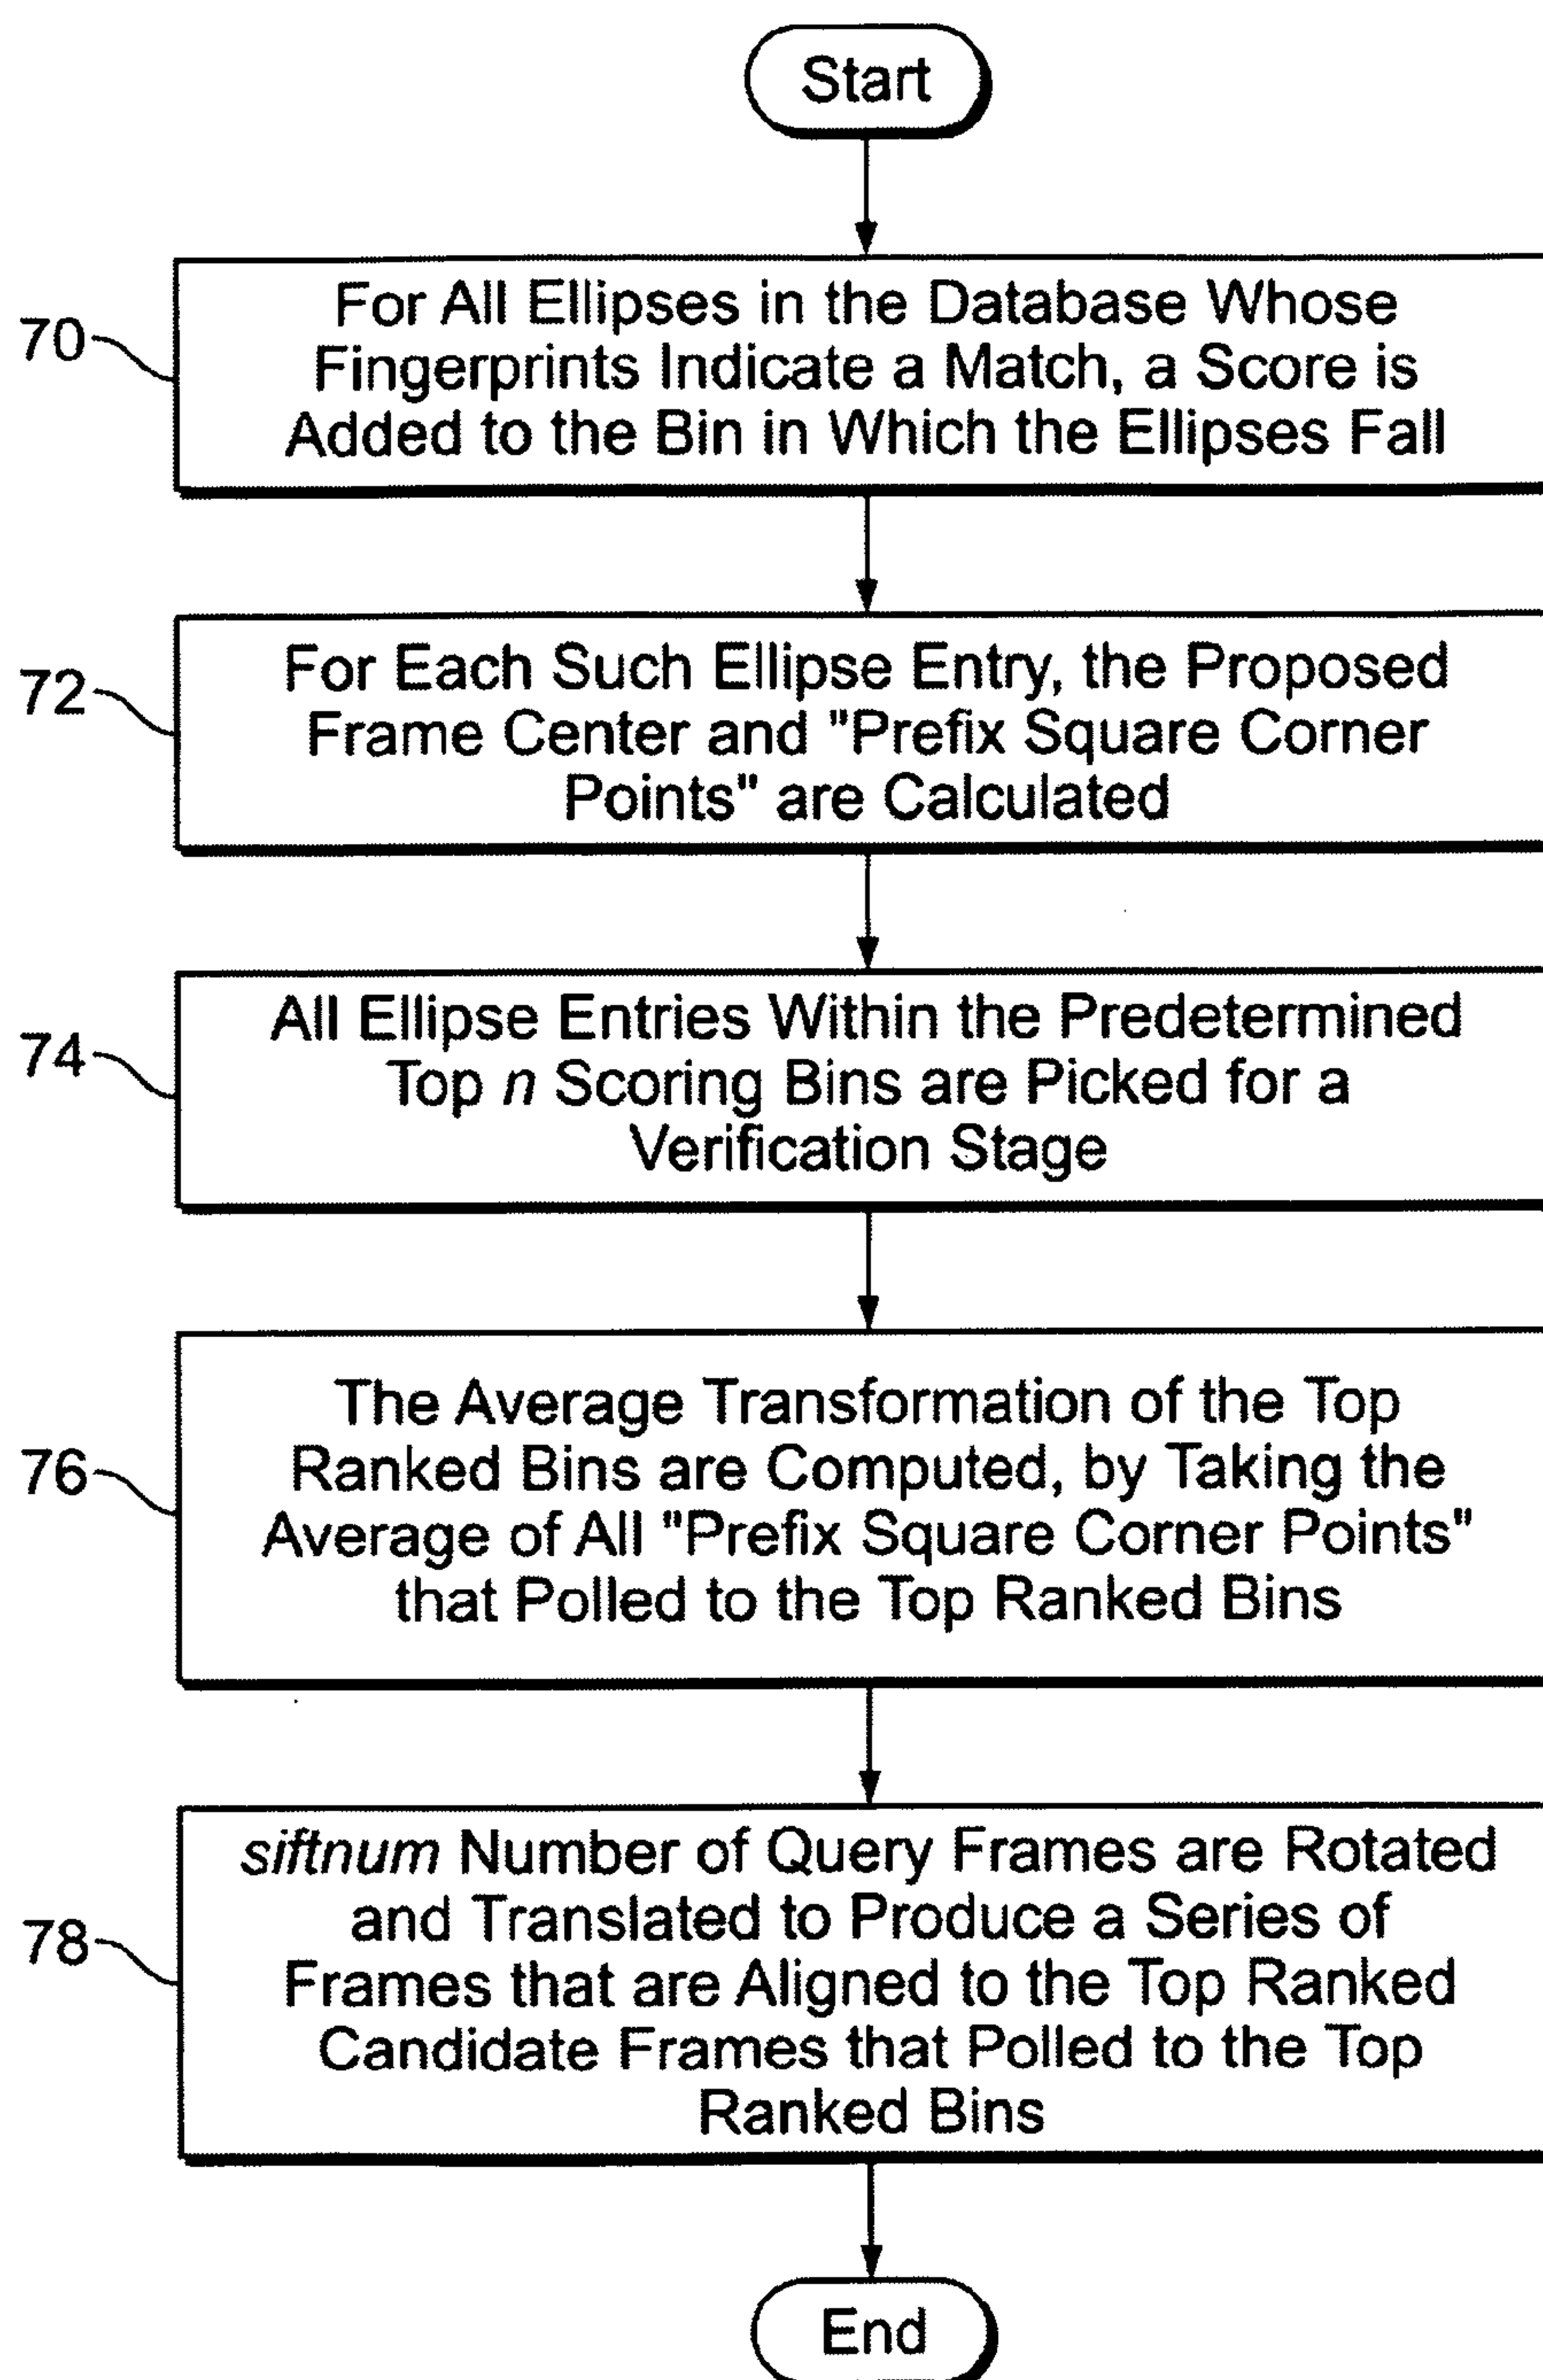 Start
70
For All Ellipses in the Database Whose
Fingerprints Indicate a Match, a Score is
Added to the Bin in Which the Ellipses Fall
72
For Each Such Ellipse Entry, the Proposed
Frame Center and "Prefix Square Corner
Points" are Calculated
74
All Ellipse Entries Within the Predetermined
Top n Scoring Bins are Picked for a
Verification Stage
76
The Average Transformation of the Top
Ranked Bins are Computed, by Taking the
Average of All "Prefix Square Corner Points"
that Polled to the Top Ranked Bins
78
siftnum Number of Query Frames are Rotated
and Translated to Produce a Series of
Frames that are Aligned to the Top Ranked
Candidate Frames that Polled to the Top
Ranked Bins
End